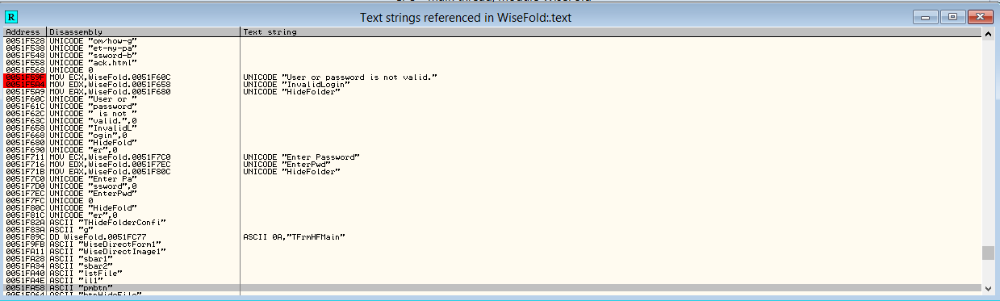 Text strings referenced in WiseFold:.text
R
Address Disassembly Text string
0051F528 UNICODE "om/how-g"
0051F538 UNICODE "et-my-pa"
0051F548 UNICODE "ssword-b"
0051F558 UNICODE "ack.html"
0051F568 UNICODE 0
0051F59F MOV ECX,WiseFold.0051F60C UNICODE "User or password is not valid."
0051F5A4 MOV EDX,WiseFold.0051F658 UNICODE "InvalidLogin"
0051F5A9 MOV EAX,WiseFold.0051F680 UNICODE "HideFolder"
0051F60C UNICODE "User or "
0051F61C UNICODE "password"
0051F62C UNICODE " is not "
0051F63C UNICODE "valid.",0
0051F658 UNICODE "InvalidL"
0051F668 UNICODE "ogin",0
0051F680 UNICODE "HideFold"
0051F690 UNICODE "er",0
0051F711 MOV ECX,WiseFold.0051F7C0 UNICODE "Enter Password"
0051F716 MOV EDX,WiseFold.0051F7EC UNICODE "EnterPwd"
0051F71B MOV EAX,WiseFold.0051F80C UNICODE "HideFolder"
0051F7C0 UNICODE "Enter Pa"
0051F7D0 UNICODE "ssword",0
0051F7EC UNICODE "EnterPwd"
0051F7FC UNICODE 0
0051F80C UNICODE "HideFold"
0051F81C UNICODE "er",0
0051F82A ASCII "THideFolderConfi"
0051F83A ASCII "g"
0051F89C DD WiseFold.0051FC77 ASCII 0A,"TFrmHFMain"
0051F9FB ASCII "WiseDirectForm1"
0051FA11 ASCII "WiseDirectImage1"
0051FA28 ASCII "sbar1"
0051FA34 ASCII "sbar2"
0051FA40 ASCII "lstFile"
0051FA4E ASCII "il1"
0051FA58 ASCII "pmbtn"
0051FA64 ASCII "btnHideFile"